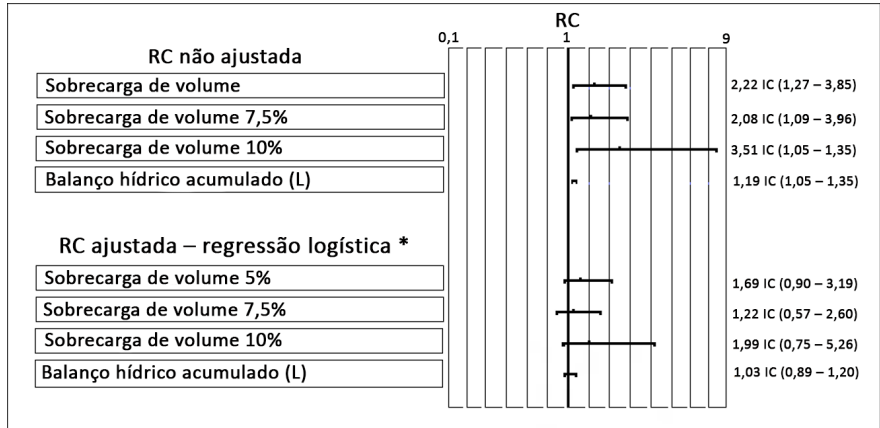 RC
0,1 1 9
RC não ajustada
Sobrecarga de volume 2,22 IC (1,27 – 3,85)
Sobrecarga de volume 7,5% 2,08 IC (1,09 – 3,96)
Sobrecarga de volume 10% 3,51 IC (1,05 – 1,35)
Balanço hídrico acumulado (L) 1,19 IC (1,05 – 1,35)
RC ajustada – regressão logística *
Sobrecarga de volume 5% 1,69 IC (0,90 – 3,19)
Sobrecarga de volume 7,5% 1,22 IC (0,57 – 2,60)
Sobrecarga de volume 10% 1,99 IC (0,75 – 5,26)
Balanço hídrico acumulado (L) 1,03 IC (0,89 – 1,20)